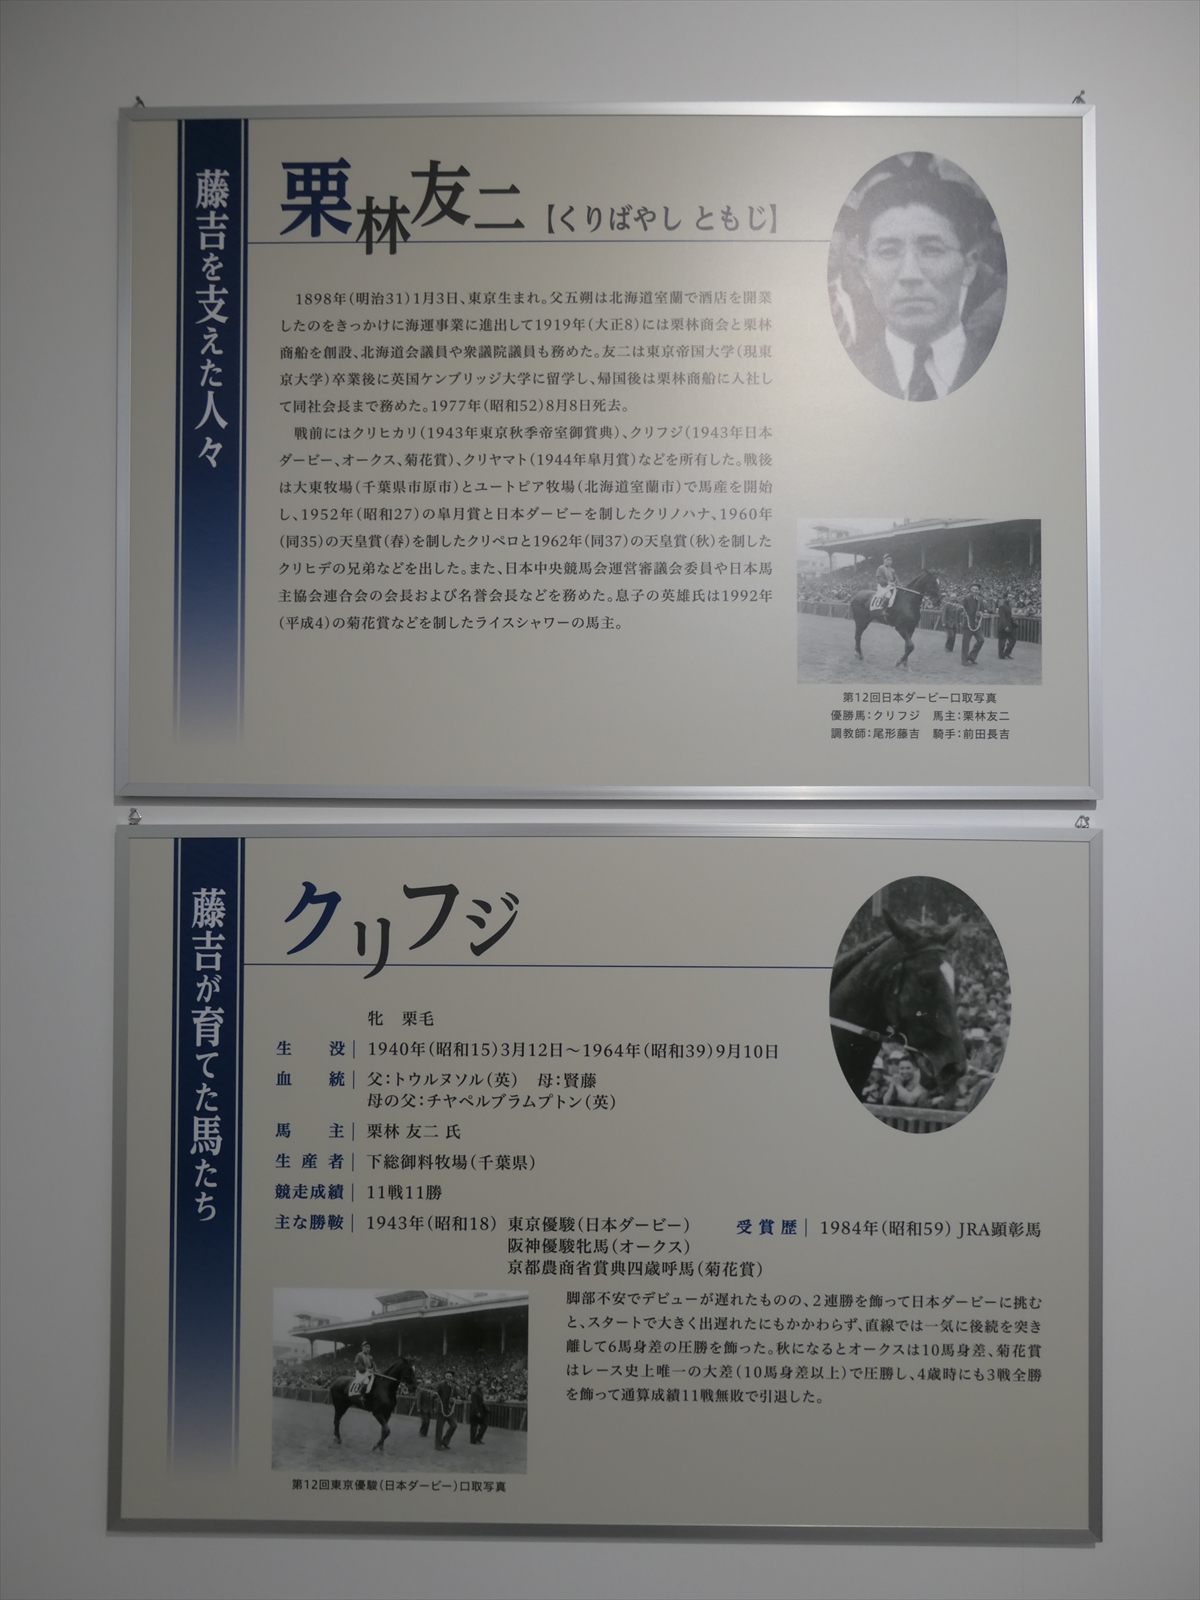 藤吉を支えた人々
栗林友二【くりばやし ともじ】
1898年(明治31)1月3日、東京生まれ。父五朔は北海道室蘭で酒店を開業
したのをきっかけに海運事業に進出して1919年(大正8)には栗林商会と栗林
商船を創設、北海道会議員や衆議院議員も務めた。友二は東京帝国大学(現東
京大学)卒業後に英国ケンブリッジ大学に留学し、帰国後は栗林商船に入社し
て同社会長まで務めた。1977年(昭和52)8月8日死去。
戦前にはクリヒカリ(1943年東京秋季帝室御賞典)、クリフジ(1943年日本
ダービー、オークス、菊花賞)、クリヤマト(1944年皐月賞)などを所有した。戦後
は大東牧場(千葉県市原市)とユートピア牧場(北海道室蘭市)で馬産を開始
し、1952年(昭和27)の皐月賞と日本ダービーを制したクリノハナ、1960年
(同35)の天皇賞(春)を制したクリペロと1962年(同37)の天皇賞(秋)を制した
クリヒデの兄弟などを出した。また、日本中央競馬会運営審議会委員や日本馬
主協会連合会の会長および名誉会長などを務めた。息子の英雄氏は1992年
(平成4)の菊花賞などを制したライスシャワーの馬主。
第12回日本ダービー口取写真
優勝馬:クリフジ 馬主:栗林友二
調教師:尾形藤吉 騎手:前田長吉
藤吉が育てた馬たち
クリフジ
牝 栗毛
生没 1940年(昭和15)3月12日〜1964年(昭和39)9月10日
血統 父:トウルヌソル(英) 母:賢藤
母の父:チヤペルブラムプトン(英)
馬主 栗林 友二 氏
生産者 下総御料牧場(千葉県)
競走成績 11戦11勝
主な勝鞍 1943年(昭和18) 東京優駿(日本ダービー)
阪神優駿牝馬(オークス)
京都農商省賞典四歳呼馬(菊花賞)
受賞歴 1984年(昭和59) JRA顕彰馬
脚部不安でデビューが遅れたものの、2連勝を飾って日本ダービーに挑む
と、スタートで大きく出遅れたにもかかわらず、直線では一気に後続を突き
離して6馬身差の圧勝を飾った。秋になるとオークスは10馬身差、菊花賞
はレース史上唯一の大差(10馬身差以上)で圧勝し、4歳時にも3戦全勝
を飾って通算成績11戦無敗で引退した。
第12回東京優駿(日本ダービー)口取写真